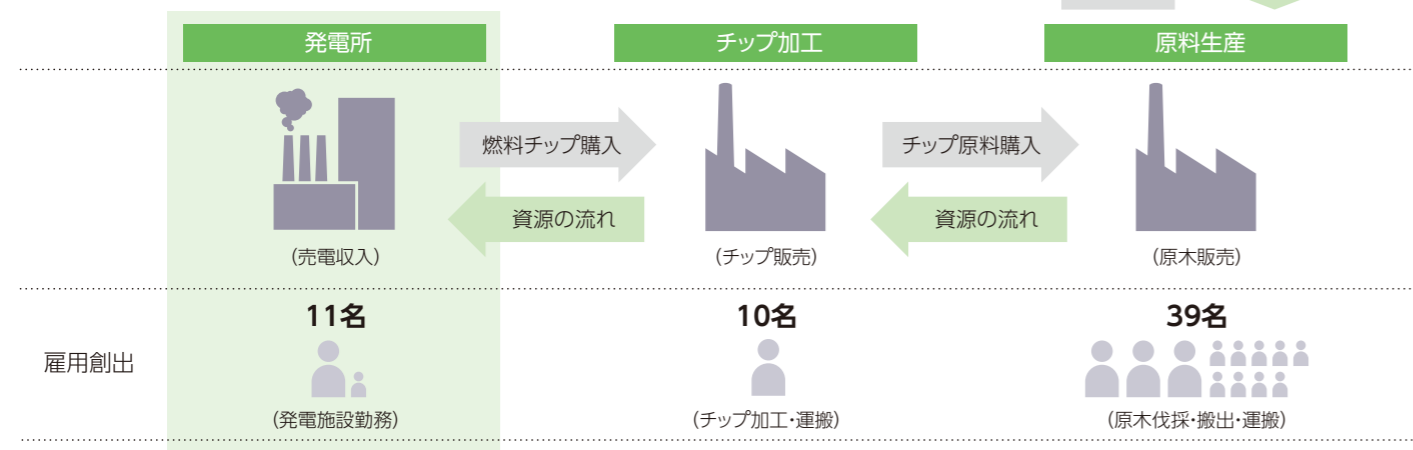 発電所
チップ加工
原料生産
燃料チップ購入
チップ原料購入
資源の流れ
資源の流れ
(売電収入)
(チップ販売)
(原木販売)
11名
10名
39名
雇用創出
(発電施設勤務)
(チップ加工・運搬)
(原木伐採・搬出・運搬)